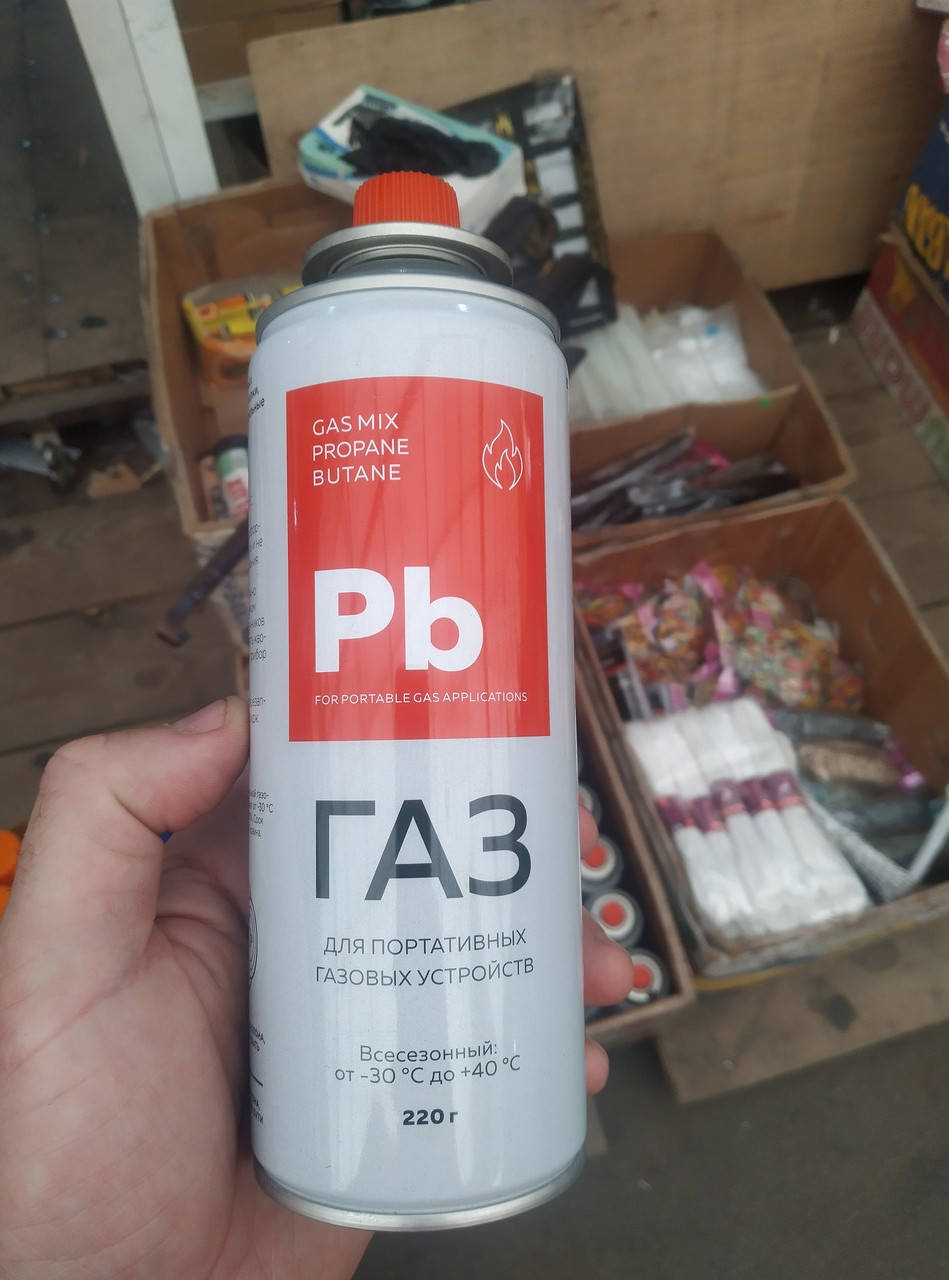 GAS MIX
PROPANE
BUTANE
Pb
FOR PORTABLE GAS APPLICATIONS
ГАЗ
ДЛЯ ПОРТАТИВНЫХ
ГАЗОВЫХ УСТРОЙСТВ
Всесезонный:
от -30 °C до +40 °C
220 г